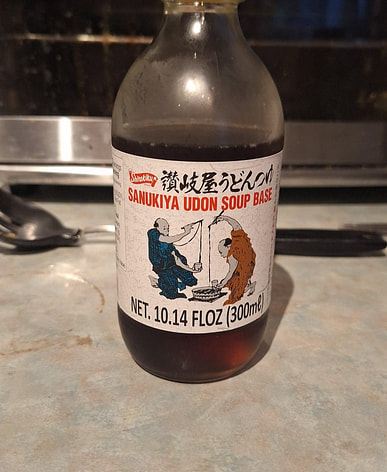 Shirakiku
讃岐屋うどんつゆ
SANUKIYA UDON SOUP BASE
NET. 10.14 FLOZ (300mℓ)